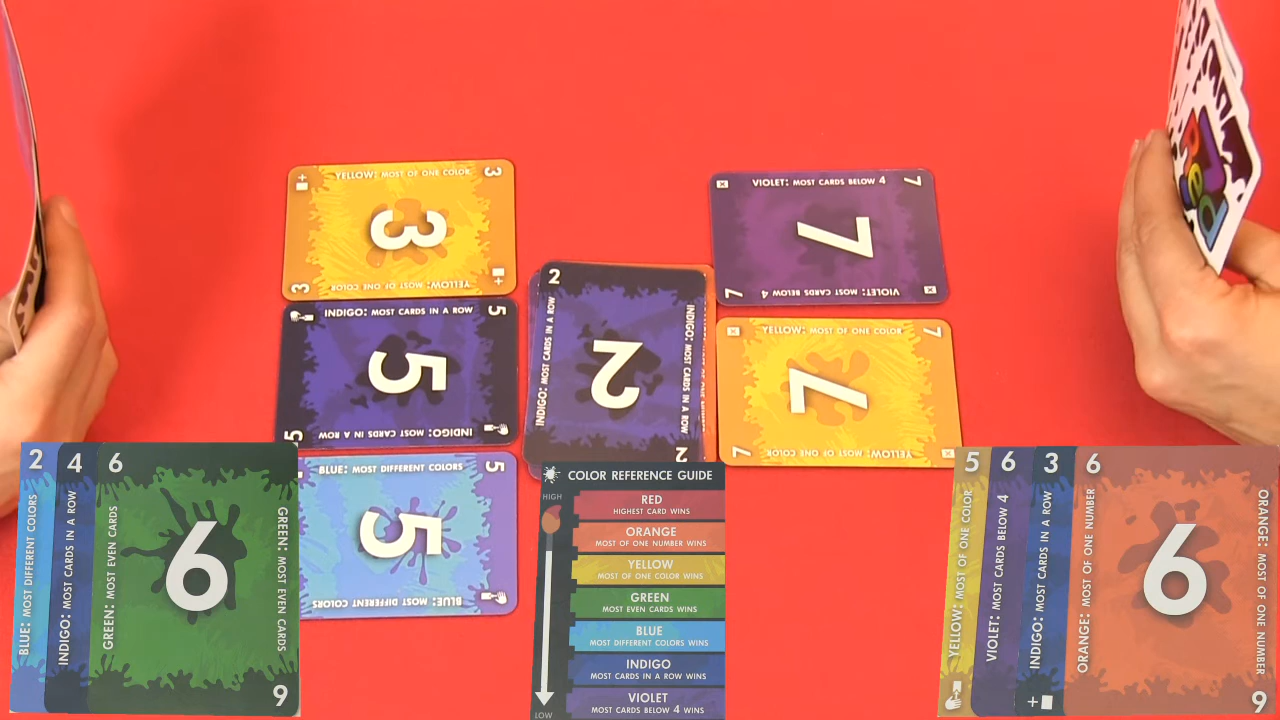 3
YELLOW: MOST OF ONE COLOR
3
YELLOW: MOST OF ONE COLOR
3
5
INDIGO: MOST CARDS IN A ROW
5
INDIGO: MOST CARDS IN A ROW
5
5
BLUE: MOST DIFFERENT COLORS
5
BLUE: MOST DIFFERENT COLORS
2
INDIGO: MOST CARDS IN A ROW
2
INDIGO: MOST CARDS IN A ROW
2
7
VIOLET: MOST CARDS BELOW 4
7
VIOLET: MOST CARDS BELOW 4
7
7
YELLOW: MOST OF ONE COLOR
7
YELLOW: MOST OF ONE COLOR
7
2
BLUE: MOST DIFFERENT COLORS
4
INDIGO: MOST CARDS IN A ROW
6
GREEN: MOST EVEN CARDS
6
GREEN: MOST EVEN CARDS
6
COLOR REFERENCE GUIDE
HIGH
RED
HIGHEST CARD WINS
ORANGE
MOST OF ONE NUMBER WINS
YELLOW
MOST OF ONE COLOR WINS
GREEN
MOST EVEN CARDS WINS
BLUE
MOST DIFFERENT COLORS WINS
INDIGO
MOST CARDS IN A ROW WINS
VIOLET
MOST CARDS BELOW 4 WINS
LOW
5
YELLOW: MOST OF ONE COLOR
6
VIOLET: MOST CARDS BELOW 4
3
INDIGO: MOST CARDS IN A ROW
6
ORANGE: MOST OF ONE NUMBER
6
ORANGE: MOST OF ONE NUMBER
6